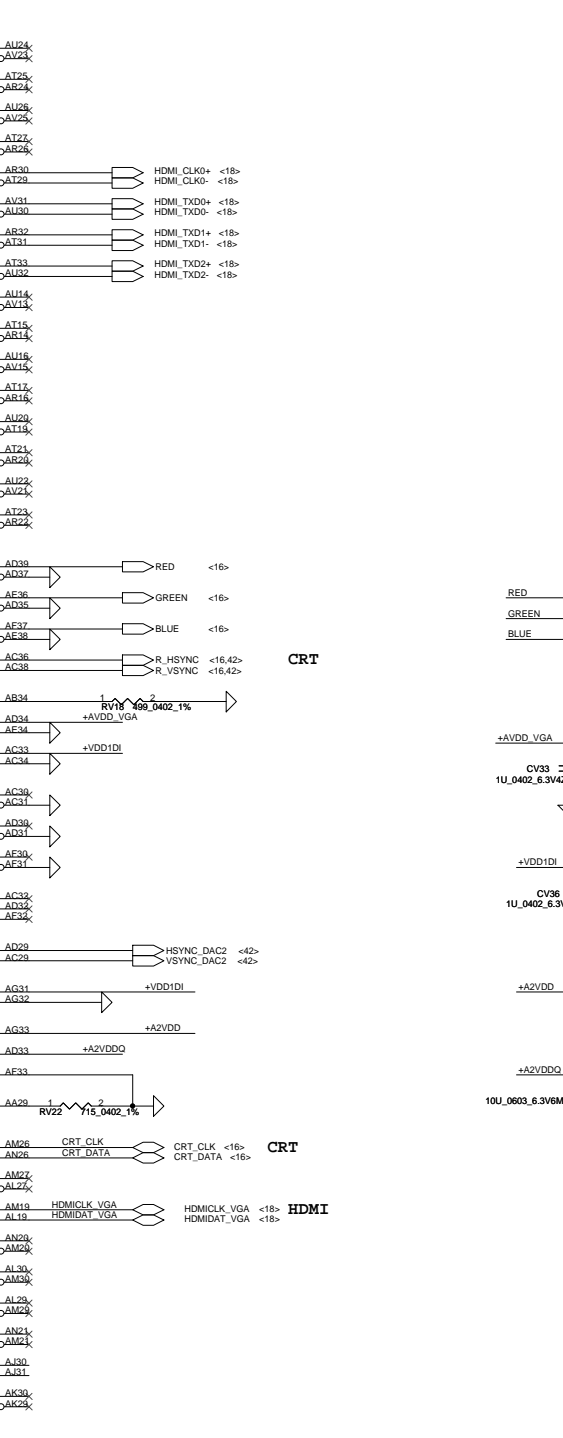 AU24
AV23
AT25
AR24
AU26
AV25
AT27
AR26
AR30 HDMI_CLK0+ <18>
AT29 HDMI_CLK0- <18>
AV31 HDMI_TXD0+ <18>
AU30 HDMI_TXD0- <18>
AR32 HDMI_TXD1+ <18>
AT31 HDMI_TXD1- <18>
AT33 HDMI_TXD2+ <18>
AU32 HDMI_TXD2- <18>
AU14
AV13
AT15
AR14
AU16
AV15
AT17
AR16
AU20
AT19
AT21
AR20
AU22
AV21
AT23
AR22
AD39 RED <16>
AD37
AE36 GREEN <16> RED
AD35
GREEN
AF37 BLUE <16> BLUE
AE38
AC36 R_HSYNC <16,42> CRT
AC38 R_VSYNC <16,42>
AB34 1 2
RV18 499_0402_1%
AD34 +AVDD_VGA
AE34
+AVDD_VGA
AC33 +VDD1DI
AC34
CV33
1U_0402_6.3V4Z
AC30
AC31
AD30
AD31
AF30
AF31
+VDD1DI
AC32
AD32
AF32
CV36
1U_0402_6.3V
AD29 HSYNC_DAC2 <42>
AC29 VSYNC_DAC2 <42>
AG31 +VDD1DI +A2VDD
AG32
AG33 +A2VDD
AD33 +A2VDDQ
AF33 +A2VDDQ
AA29 1 2
RV22 715_0402_1%
10U_0603_6.3V6M
AM26 CRT_CLK CRT_CLK <16> CRT
AN26 CRT_DATA CRT_DATA <16>
AM27
AL27
AM19 HDMICLK_VGA HDMICLK_VGA <18> HDMI
AL19 HDMIDAT_VGA HDMIDAT_VGA <18>
AN20
AM20
AL30
AM30
AL29
AM29
AN21
AM21
AJ30
AJ31
AK30
AK29